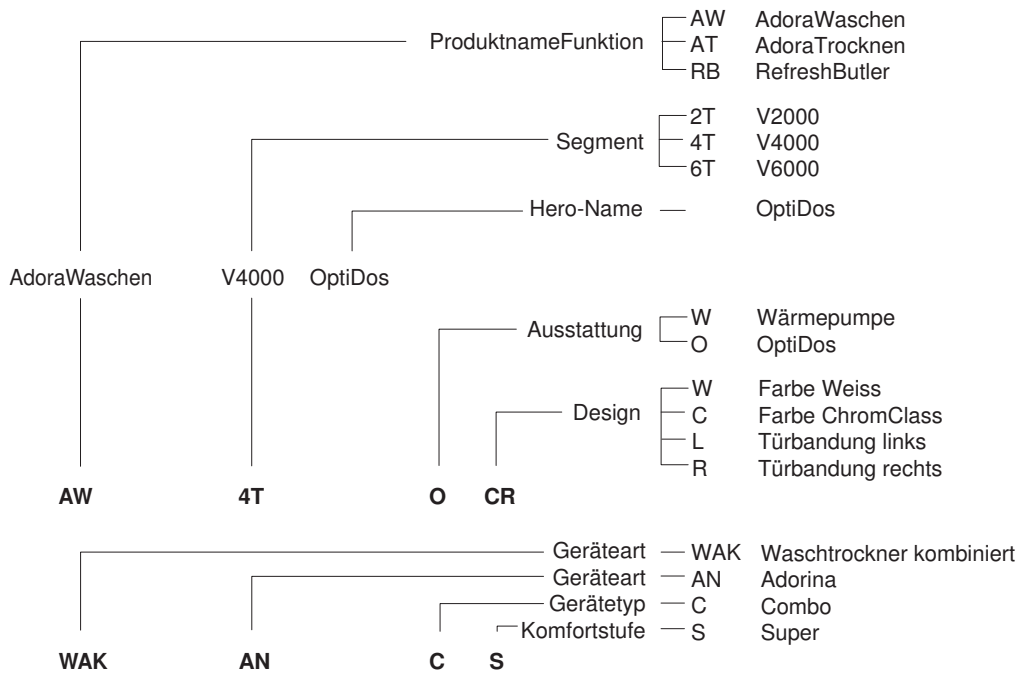 AW AdoraWaschen
ProduktnameFunktion AT AdoraTrocknen
RB RefreshButler
2T V2000
Segment 4T V4000
6T V6000
Hero-Name OptiDos
AdoraWaschen V4000 OptiDos
W Wärmepumpe
Ausstattung
O OptiDos
W Farbe Weiss
Design C Farbe ChromClass
L Türbandung links
R Türbandung rechts
AW 4T O CR
Geräteart WAK Waschtrockner kombiniert
Geräteart AN Adorina
Gerätetyp C Combo
Komfortstufe S Super
WAK AN C S